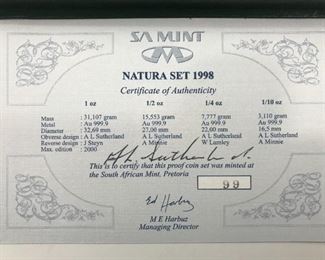 SA MINT
M
NATURA SET 1998
Certificate of Authenticity
1 oz 1/2 oz 1/4 oz 1/10 oz
Mass : 31,107 gram 15,553 gram 7,777 gram 3,110 gram
Metal : Au 999.9 Au 999.9 Au 999.9 Au 999.9
Diameter : 32,69 mm 27,00 mm 22,00 mm 16,5 mm
Obverse design : A L Sutherland A L Sutherland A L Sutherland A L Sutherland
Reverse design : J Steyn A Minnie W Lumley A Minnie
Max. edition : 2000
A L Sutherland
This is to certify that this proof coin set was minted at
the South African Mint, Pretoria
99
Ed Harbuz
M E Harbuz
Managing Director